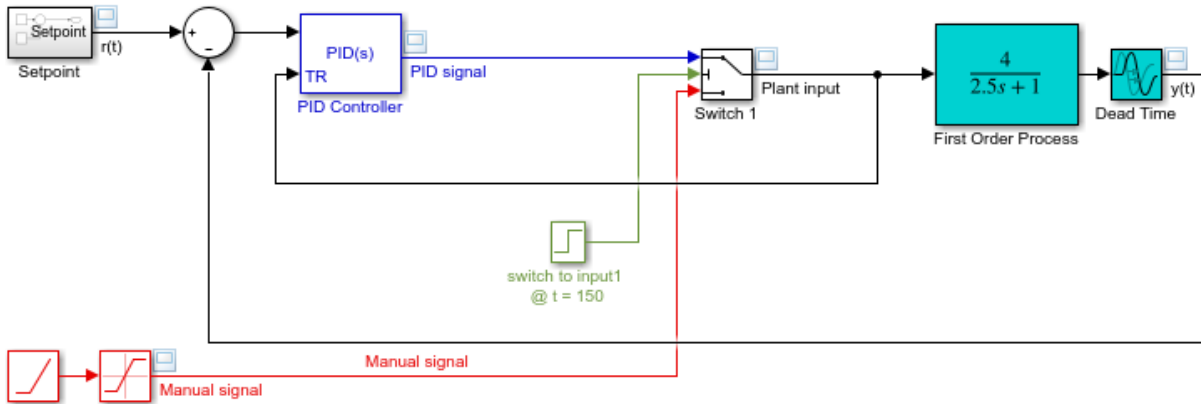 Setpoint
r(t)
Setpoint
+
−
PID(s)
TR
PID Controller
PID signal
Switch 1
Plant input
4
2.5s + 1
First Order Process
Dead Time
y(t)
switch to input1
@ t = 150
Manual signal
Manual signal